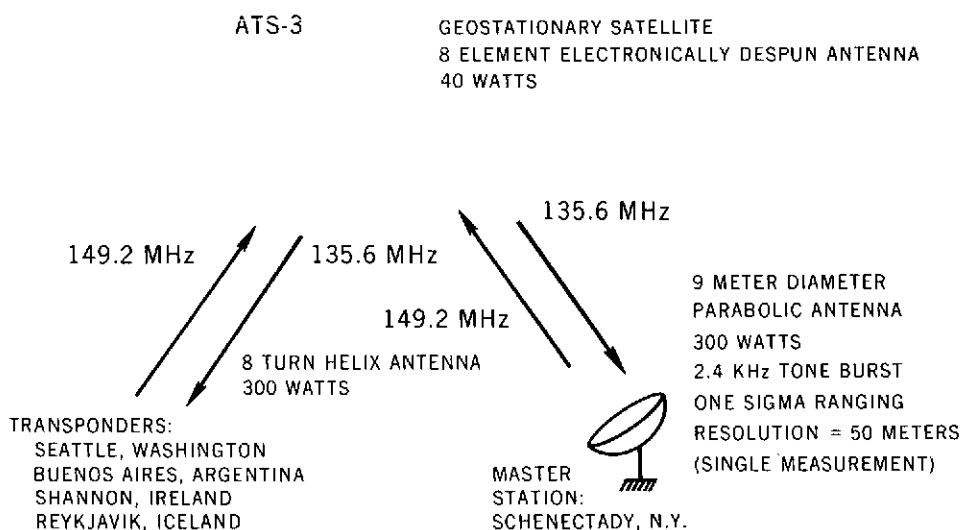 ATS-3
GEOSTATIONARY SATELLITE
8 ELEMENT ELECTRONICALLY DESPUN ANTENNA
40 WATTS
149.2 MHz
135.6 MHz
149.2 MHz
135.6 MHz
8 TURN HELIX ANTENNA
300 WATTS
9 METER DIAMETER
PARABOLIC ANTENNA
300 WATTS
2.4 KHz TONE BURST
ONE SIGMA RANGING
RESOLUTION = 50 METERS
(SINGLE MEASUREMENT)
TRANSPONDERS:
SEATTLE, WASHINGTON
BUENOS AIRES, ARGENTINA
SHANNON, IRELAND
REYKJAVIK, ICELAND
MASTER
STATION:
SCHENECTADY, N.Y.